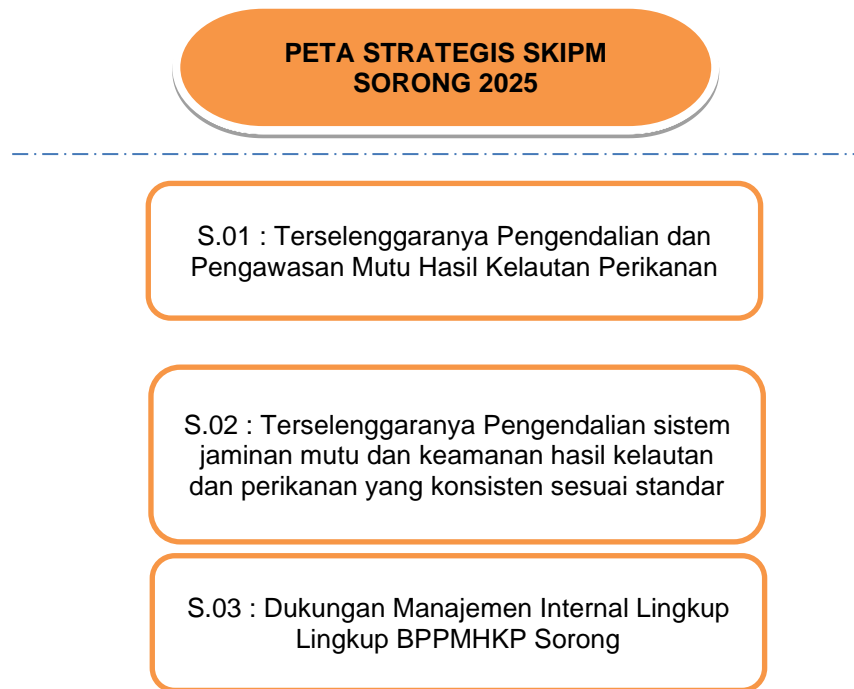 PETA STRATEGIS SKIPM
SORONG 2025
S.01 : Terselenggaranya Pengendalian dan
Pengawasan Mutu Hasil Kelautan Perikanan
S.02 : Terselenggaranya Pengendalian sistem
jaminan mutu dan keamanan hasil kelautan
dan perikanan yang konsisten sesuai standar
S.03 : Dukungan Manajemen Internal Lingkup
Lingkup BPPMHKP Sorong